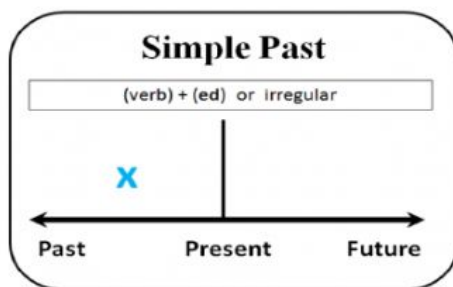 Simple Past
(verb) + (ed) or irregular
X
Past Present Future